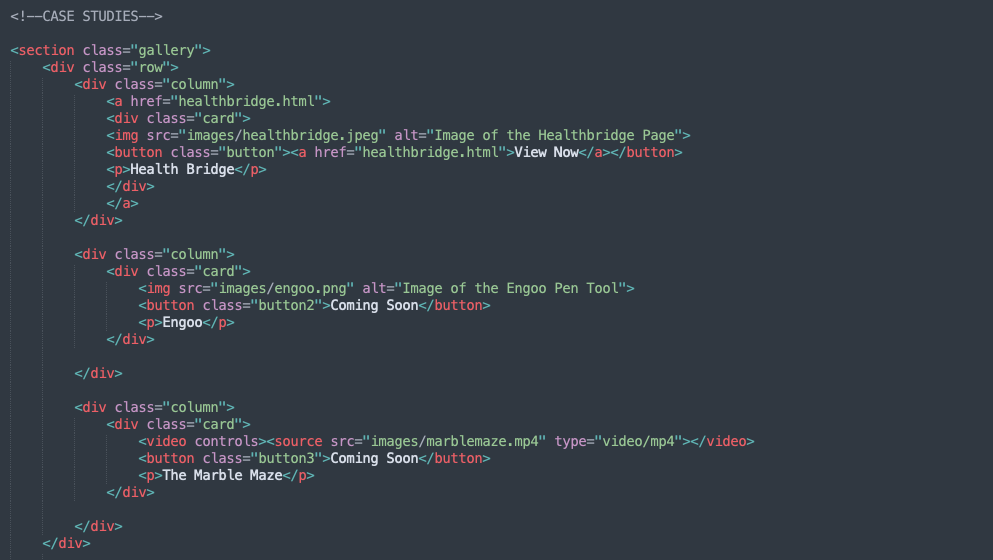 <!--CASE STUDIES-->
<section class="gallery">
<div class="row">
<div class="column">
<a href="healthbridge.html">
<div class="card">
<img src="images/healthbridge.jpeg" alt="Image of the Healthbridge Page">
<button class="button"><a href="healthbridge.html">View Now</a></button>
<p>Health Bridge</p>
</div>
</a>
</div>
<div class="column">
<div class="card">
<img src="images/engoo.png" alt="Image of the Engoo Pen Tool">
<button class="button2">Coming Soon</button>
<p>Engoo</p>
</div>
</div>
<div class="column">
<div class="card">
<video controls><source src="images/marblemaze.mp4" type="video/mp4"></video>
<button class="button3">Coming Soon</button>
<p>The Marble Maze</p>
</div>
</div>
</div>